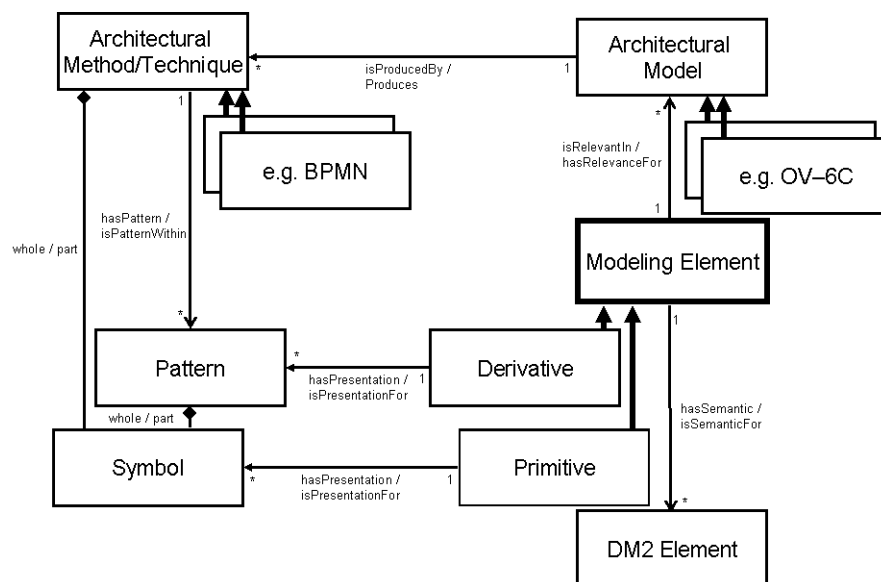 Architectural
Method/Technique
*
isProducedBy /
Produces
1
Architectural
Model
1
*
e.g. BPMN
isRelevantIn /
hasRelevanceFor
e.g. OV–6C
hasPattern /
isPatternWithin
1
whole / part
Modeling Element
*
1
Pattern
*
hasPresentation /
isPresentationFor
1
Derivative
whole / part
hasSemantic /
isSemanticFor
Symbol
*
hasPresentation /
isPresentationFor
1
Primitive
*
DM2 Element